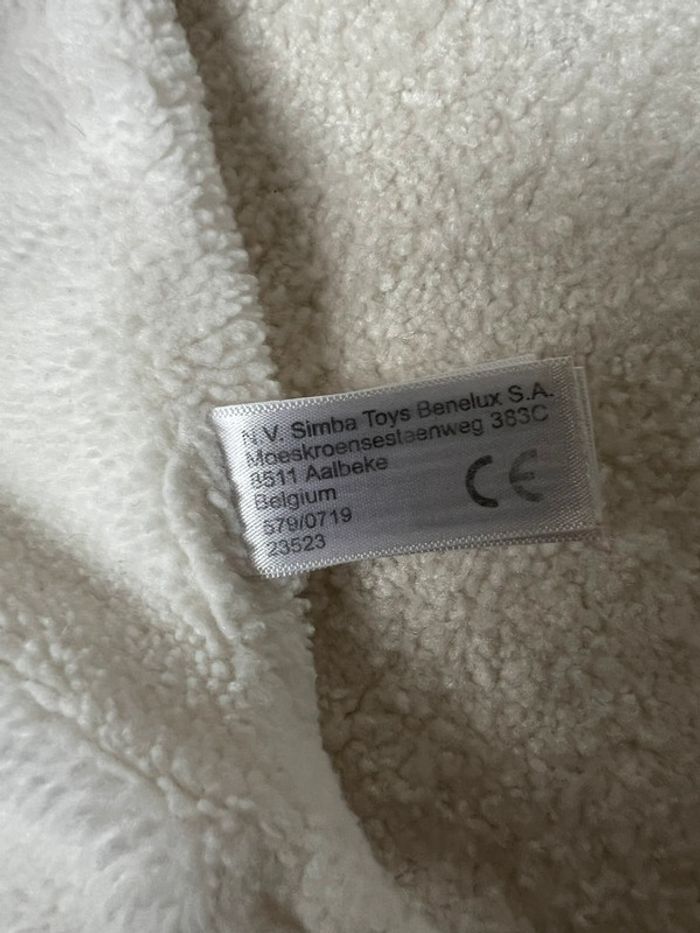 N.V. Simba Toys Benelux S.A.
Moeskroensesteenweg 383C
8511 Aalbeke
Belgium
579/0719
23523
CE